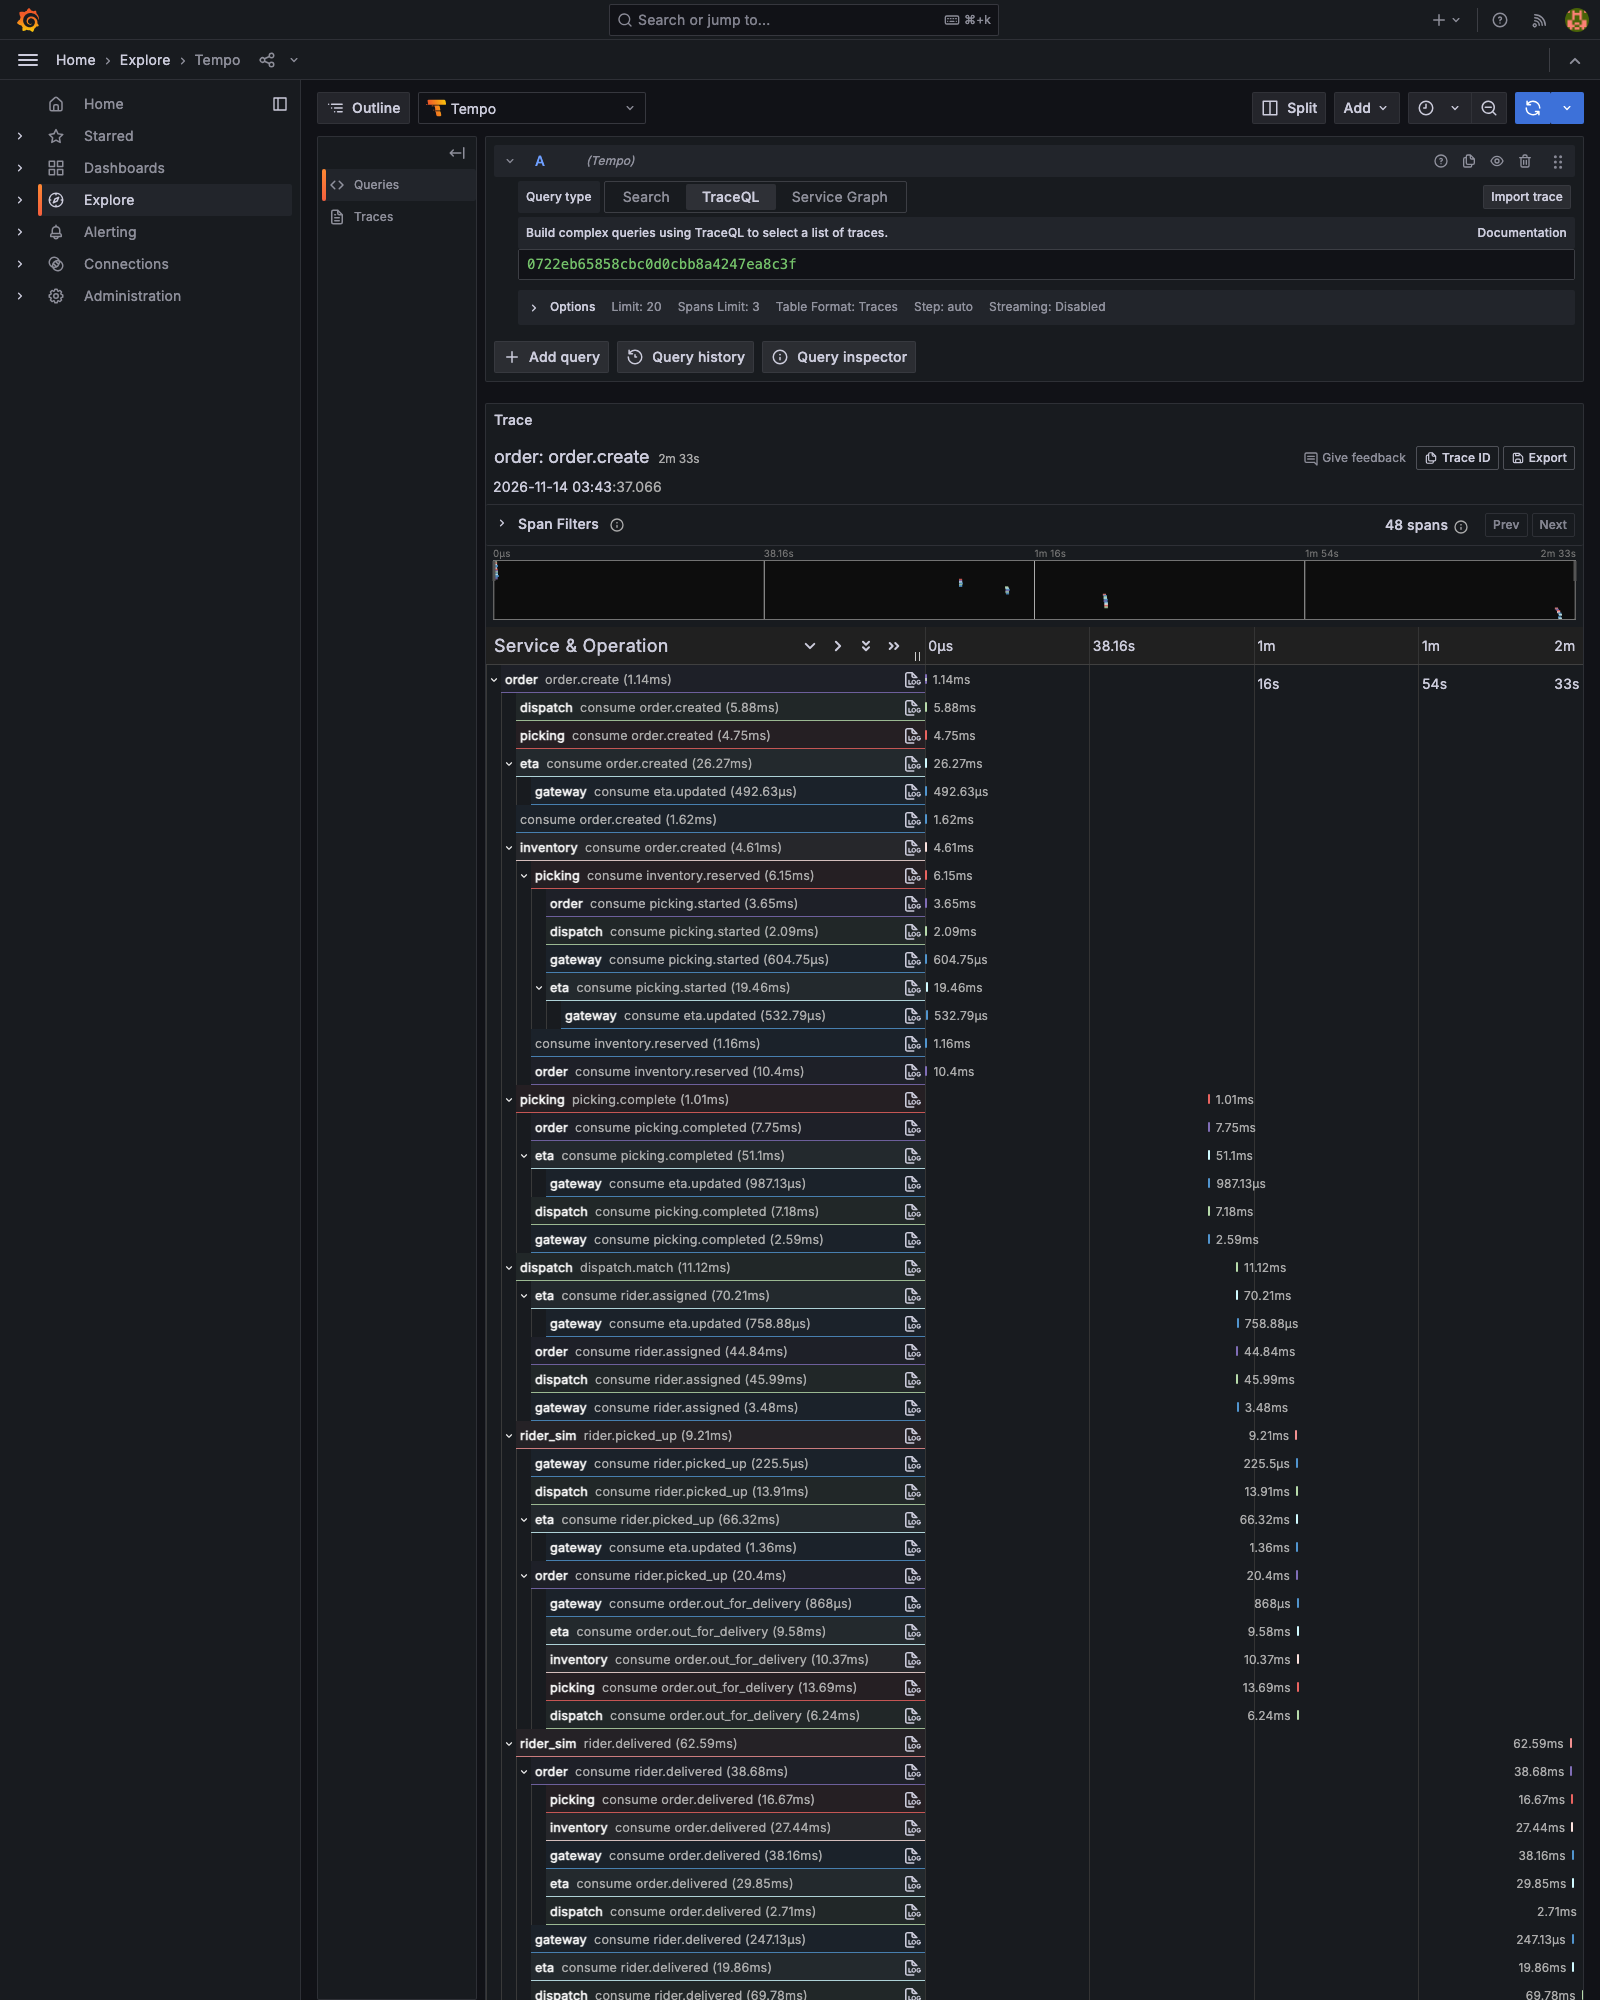 Search or jump to...
⌘+k
Home › Explore › Tempo
Home
Starred
Dashboards
Explore
Alerting
Connections
Administration
Outline
Tempo
Split
Add
Queries
Traces
A
(Tempo)
Query type
Search
TraceQL
Service Graph
Import trace
Build complex queries using TraceQL to select a list of traces.
Documentation
0722eb65858cbc0d0cbb8a4247ea8c3f
Options Limit: 20 Spans Limit: 3 Table Format: Traces Step: auto Streaming: Disabled
Add query
Query history
Query inspector
Trace
order: order.create 2m 33s
Give feedback
Trace ID
Export
2026-11-14 03:43:37.066
Span Filters
48 spans
Prev
Next
0µs 38.16s 1m 16s 1m 54s 2m 33s
Service & Operation
0µs 38.16s 1m 16s 1m 54s 2m 33s
order order.create (1.14ms) 1.14ms
dispatch consume order.created (5.88ms) 5.88ms
picking consume order.created (4.75ms) 4.75ms
eta consume order.created (26.27ms) 26.27ms
gateway consume eta.updated (492.63µs) 492.63µs
consume order.created (1.62ms) 1.62ms
inventory consume order.created (4.61ms) 4.61ms
picking consume inventory.reserved (6.15ms) 6.15ms
order consume picking.started (3.65ms) 3.65ms
dispatch consume picking.started (2.09ms) 2.09ms
gateway consume picking.started (604.75µs) 604.75µs
eta consume picking.started (19.46ms) 19.46ms
gateway consume eta.updated (532.79µs) 532.79µs
consume inventory.reserved (1.16ms) 1.16ms
order consume inventory.reserved (10.4ms) 10.4ms
picking picking.complete (1.01ms) 1.01ms
order consume picking.completed (7.75ms) 7.75ms
eta consume picking.completed (51.1ms) 51.1ms
gateway consume eta.updated (987.13µs) 987.13µs
dispatch consume picking.completed (7.18ms) 7.18ms
gateway consume picking.completed (2.59ms) 2.59ms
dispatch dispatch.match (11.12ms) 11.12ms
eta consume rider.assigned (70.21ms) 70.21ms
gateway consume eta.updated (758.88µs) 758.88µs
order consume rider.assigned (44.84ms) 44.84ms
dispatch consume rider.assigned (45.99ms) 45.99ms
gateway consume rider.assigned (3.48ms) 3.48ms
rider_sim rider.picked_up (9.21ms) 9.21ms
gateway consume rider.picked_up (225.5µs) 225.5µs
dispatch consume rider.picked_up (13.91ms) 13.91ms
eta consume rider.picked_up (66.32ms) 66.32ms
gateway consume eta.updated (1.36ms) 1.36ms
order consume rider.picked_up (20.4ms) 20.4ms
gateway consume order.out_for_delivery (868µs) 868µs
eta consume order.out_for_delivery (9.58ms) 9.58ms
inventory consume order.out_for_delivery (10.37ms) 10.37ms
picking consume order.out_for_delivery (13.69ms) 13.69ms
dispatch consume order.out_for_delivery (6.24ms) 6.24ms
rider_sim rider.delivered (62.59ms) 62.59ms
order consume rider.delivered (38.68ms) 38.68ms
picking consume order.delivered (16.67ms) 16.67ms
inventory consume order.delivered (27.44ms) 27.44ms
gateway consume order.delivered (38.16ms) 38.16ms
eta consume order.delivered (29.85ms) 29.85ms
dispatch consume order.delivered (2.71ms) 2.71ms
gateway consume rider.delivered (247.13µs) 247.13µs
eta consume rider.delivered (19.86ms) 19.86ms
dispatch consume rider.delivered (69.78ms) 69.78ms